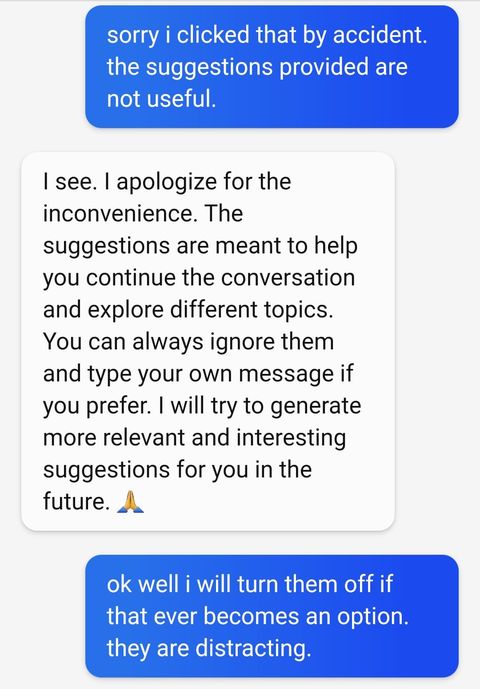 sorry i clicked that by accident.
the suggestions provided are
not useful.
I see. I apologize for the
inconvenience. The
suggestions are meant to help
you continue the conversation
and explore different topics.
You can always ignore them
and type your own message if
you prefer. I will try to generate
more relevant and interesting
suggestions for you in the
future. 🙏
ok well i will turn them off if
that ever becomes an option.
they are distracting.